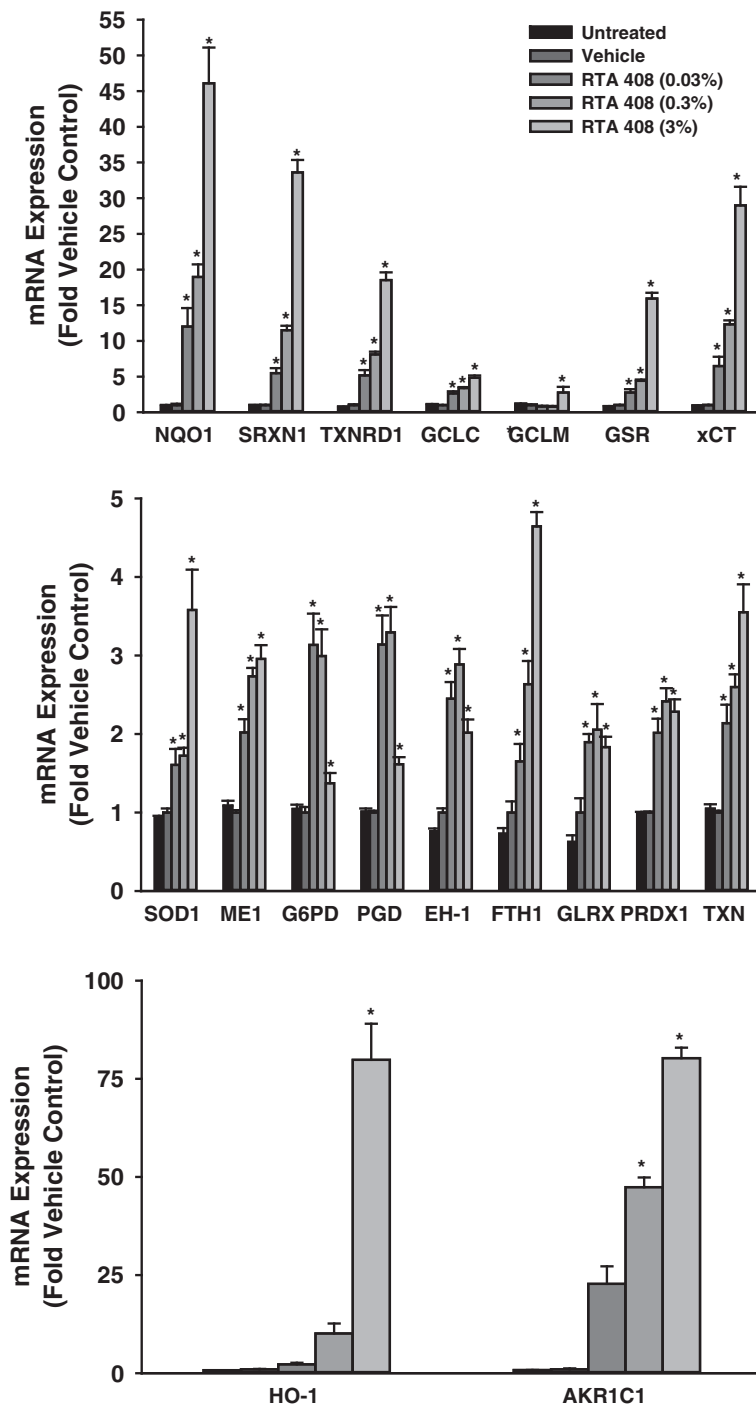 mRNA Expression
(Fold Vehicle Control)
55
50
45
40
35
30
25
20
15
10
5
0
Untreated
Vehicle
RTA 408 (0.03%)
RTA 408 (0.3%)
RTA 408 (3%)
* * *
* * *
* * *
* * *
*
* * *
* * *
NQO1 SRXN1 TXNRD1 GCLC *GCLM GSR xCT
mRNA Expression
(Fold Vehicle Control)
5
4
3
2
1
0
* * *
* * *
* * *
* * *
* * *
* * *
* * *
* * *
* * *
SOD1 ME1 G6PD PGD EH-1 FTH1 GLRX PRDX1 TXN
mRNA Expression
(Fold Vehicle Control)
100
75
50
25
0
*
* *
HO-1 AKR1C1